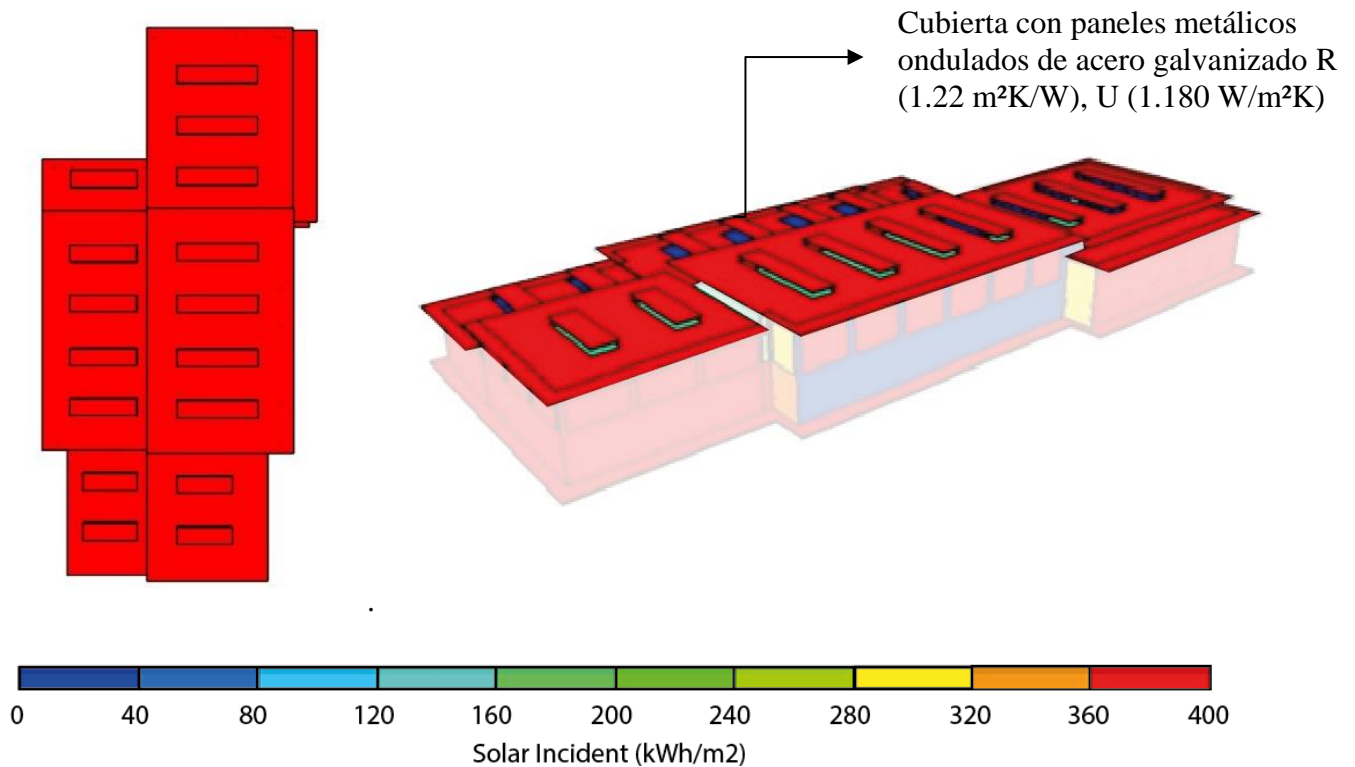 Cubierta con paneles metálicos
ondulados de acero galvanizado R
(1.22 m²K/W), U (1.180 W/m²K)
.
0 40 80 120 160 200 240 280 320 360 400
Solar Incident (kWh/m2)